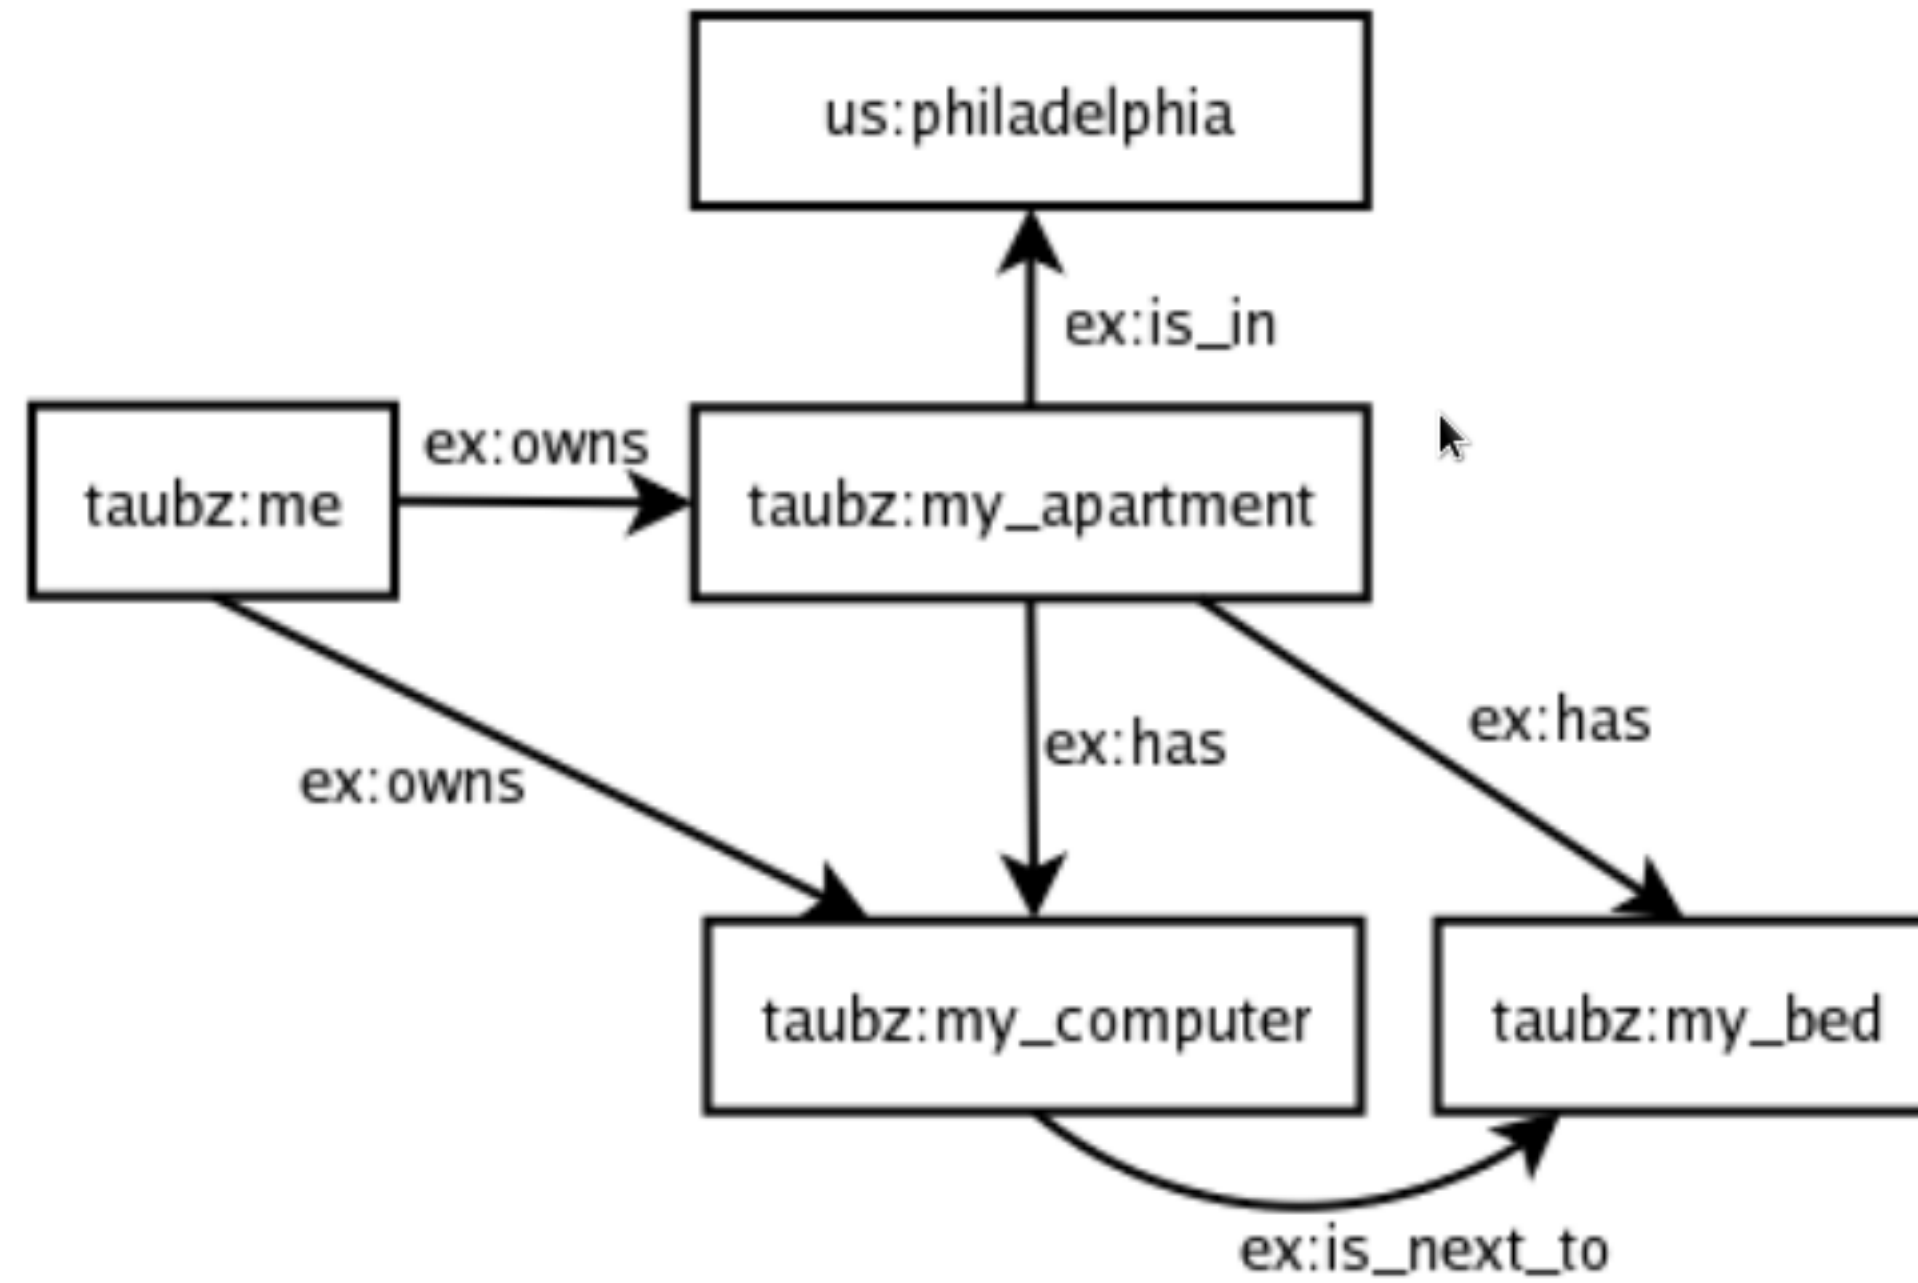 us:philadelphia
ex:is_in
ex:owns
taubz:me
taubz:my_apartment
ex:has
ex:has
ex:owns
taubz:my_computer
taubz:my_bed
ex:is_next_to